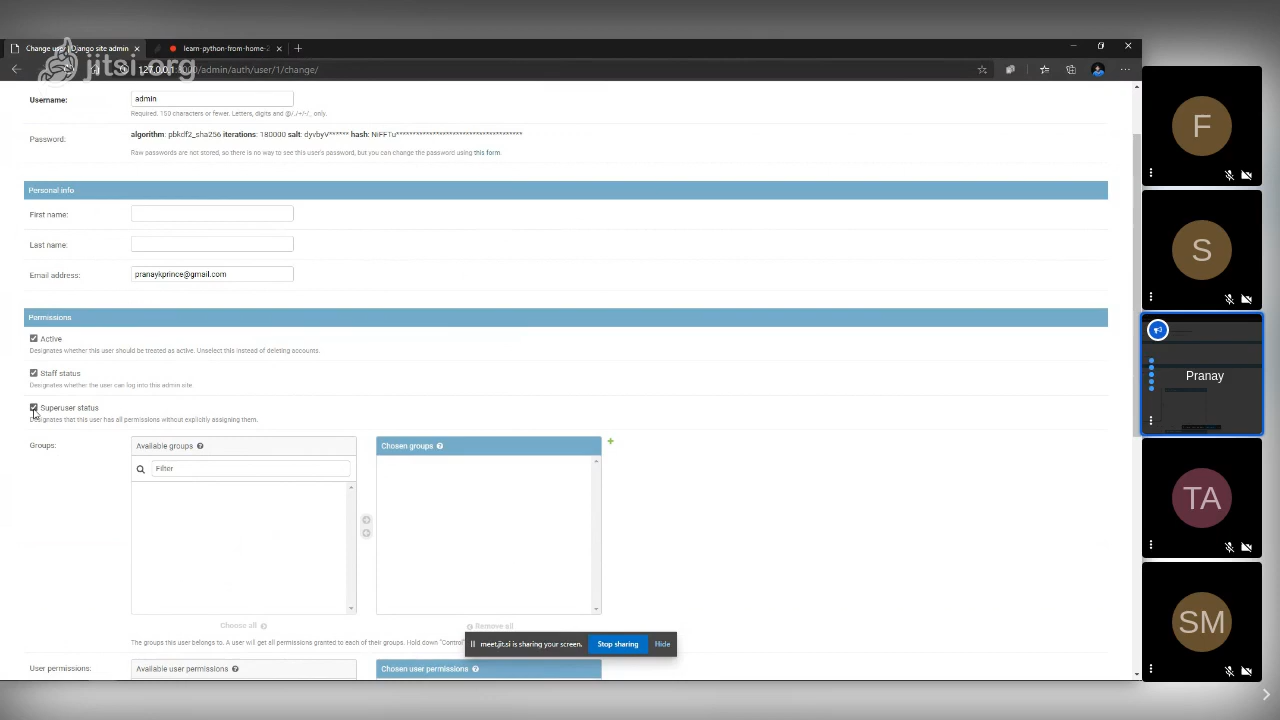 Change user | Django site admin
learn-python-from-home-2
jitsi.org
127.0.0.1:8000/admin/auth/user/1/change/
Username:
admin
Required. 150 characters or fewer. Letters, digits and @/./+/-/_ only.
Password:
algorithm: pbkdf2_sha256 iterations: 180000 salt: dyvbyV****** hash: NiFFTu**************************************
Raw passwords are not stored, so there is no way to see this user's password, but you can change the password using this form.
Personal info
First name:
Last name:
Email address:
pranaykprince@gmail.com
Permissions
Active
Designates whether this user should be treated as active. Unselect this instead of deleting accounts.
Staff status
Designates whether the user can log into this admin site.
Superuser status
Designates that this user has all permissions without explicitly assigning them.
Groups:
Available groups
Chosen groups
Filter
Choose all
Remove all
The groups this user belongs to. A user will get all permissions granted to each of their groups. Hold down "Control"
meet.jit.si is sharing your screen.
Stop sharing
Hide
User permissions:
Available user permissions
Chosen user permissions
F
S
Pranay
TA
SM